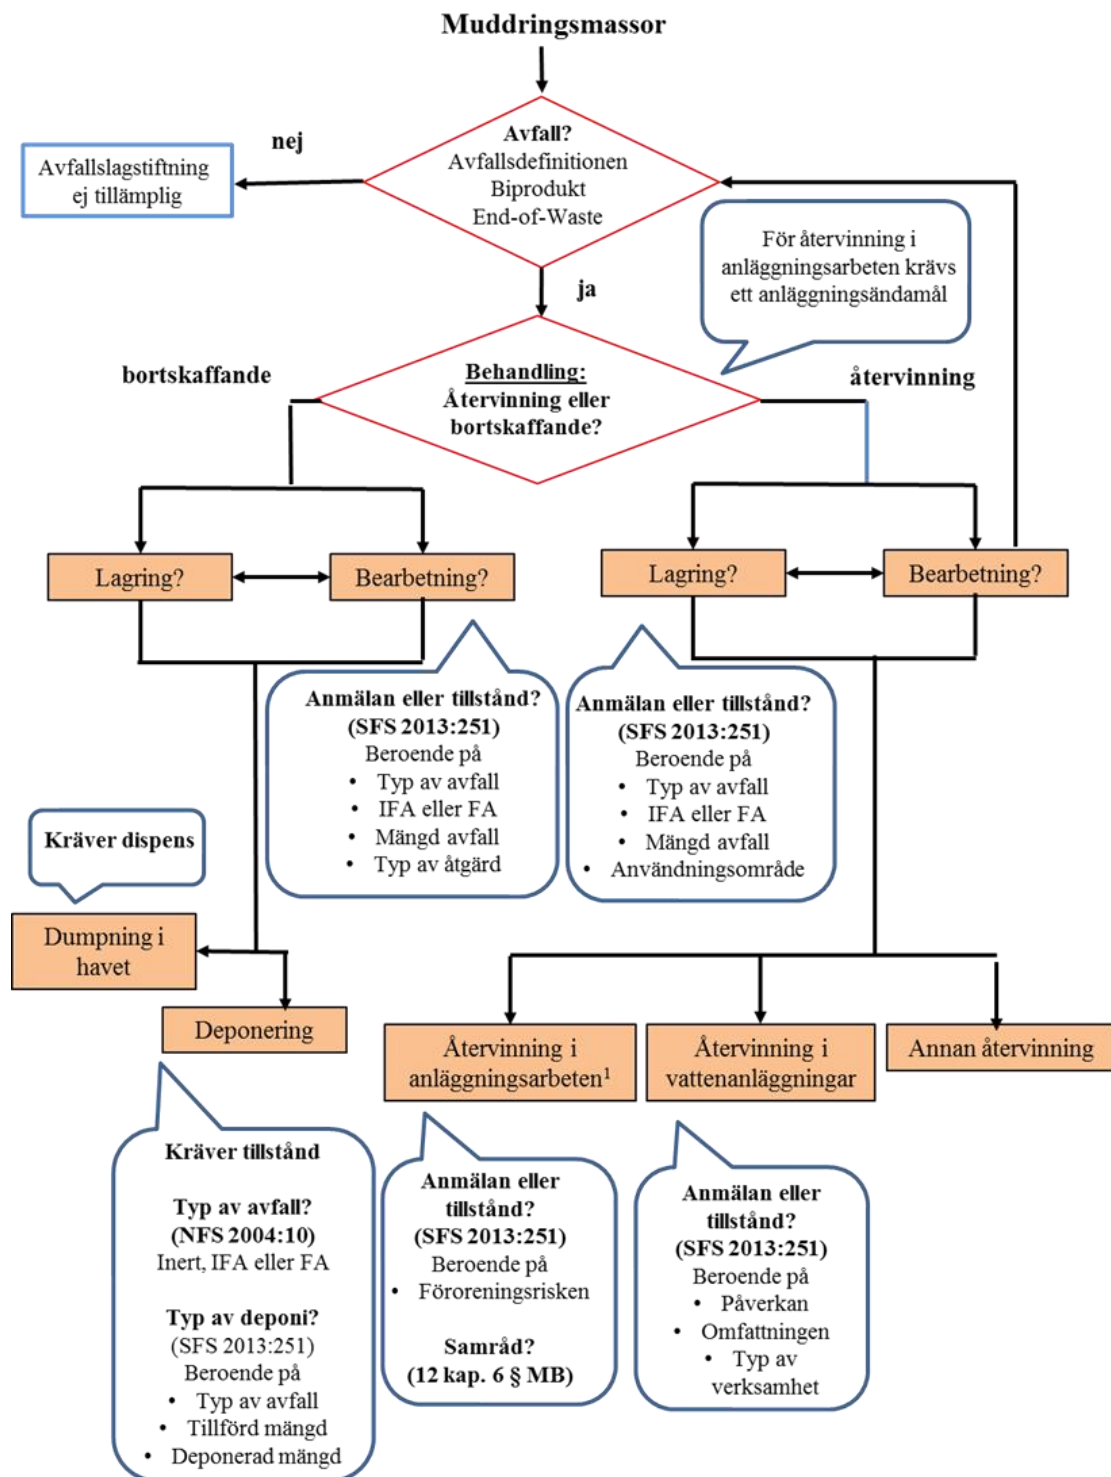 Muddringsmassor
Avfall?
Avfallsdefinitionen
Biprodukt
End-of-Waste
nej
Avfallslagstiftning
ej tillämplig
ja
För återvinning i
anläggningsarbeten krävs
ett anläggningsändamål
bortskaffande
Behandling:
Återvinning eller
bortskaffande?
återvinning
Lagring?
Bearbetning?
Lagring?
Bearbetning?
Anmälan eller tillstånd?
(SFS 2013:251)
Beroende på
• Typ av avfall
• IFA eller FA
• Mängd avfall
• Typ av åtgärd
Anmälan eller tillstånd?
(SFS 2013:251)
Beroende på
• Typ av avfall
• IFA eller FA
• Mängd avfall
• Användningsområde
Kräver dispens
Dumpning i
havet
Deponering
Återvinning i
anläggningsarbeten¹
Återvinning i
vattenanläggningar
Annan återvinning
Kräver tillstånd
Typ av avfall?
(NFS 2004:10)
Inert, IFA eller FA
Typ av deponi?
(SFS 2013:251)
Beroende på
• Typ av avfall
• Tillförd mängd
• Deponerad mängd
Anmälan eller
tillstånd?
(SFS 2013:251)
Beroende på
• Föroreningsrisken
Samråd?
(12 kap. 6 § MB)
Anmälan eller
tillstånd?
(SFS 2013:251)
Beroende på
• Påverkan
• Omfattningen
• Typ av
verksamhet